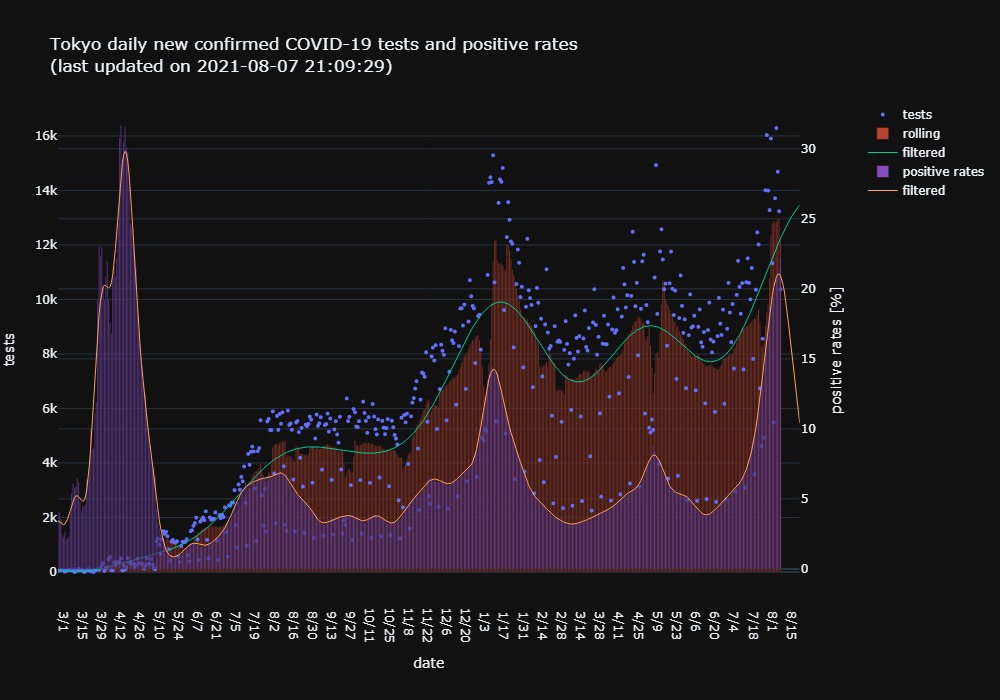 Tokyo daily new confirmed COVID-19 tests and positive rates
(last updated on 2021-08-07 21:09:29)
tests
rolling
filtered
positive rates
filtered
16k
14k
12k
10k
8k
6k
4k
2k
0
tests
30
25
20
15
10
5
0
positive rates [%]
3/1
3/15
3/29
4/12
4/26
5/10
5/24
6/7
6/21
7/5
7/19
8/2
8/16
8/30
9/13
9/27
10/11
10/25
11/8
11/22
12/6
12/20
1/3
1/17
1/31
2/14
2/28
3/14
3/28
4/11
4/25
5/9
5/23
6/6
6/20
7/4
7/18
8/1
8/15
date